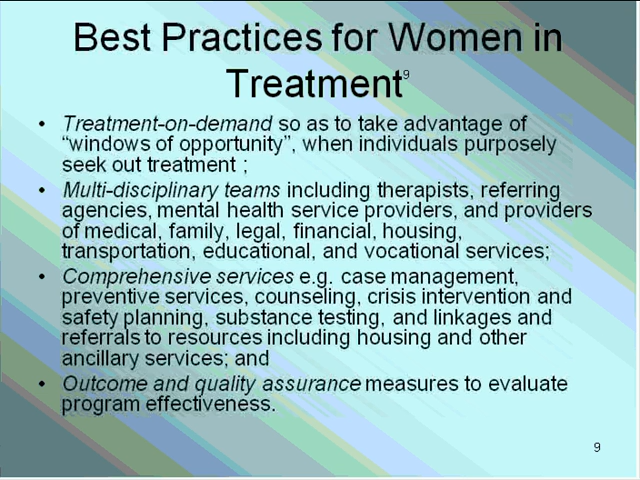 Best Practices for Women in
Treatment9
• Treatment-on-demand so as to take advantage of
“windows of opportunity”, when individuals purposely
seek out treatment ;
• Multi-disciplinary teams including therapists, referring
agencies, mental health service providers, and providers
of medical, family, legal, financial, housing,
transportation, educational, and vocational services;
• Comprehensive services e.g. case management,
preventive services, counseling, crisis intervention and
safety planning, substance testing, and linkages and
referrals to resources including housing and other
ancillary services; and
• Outcome and quality assurance measures to evaluate
program effectiveness.
9